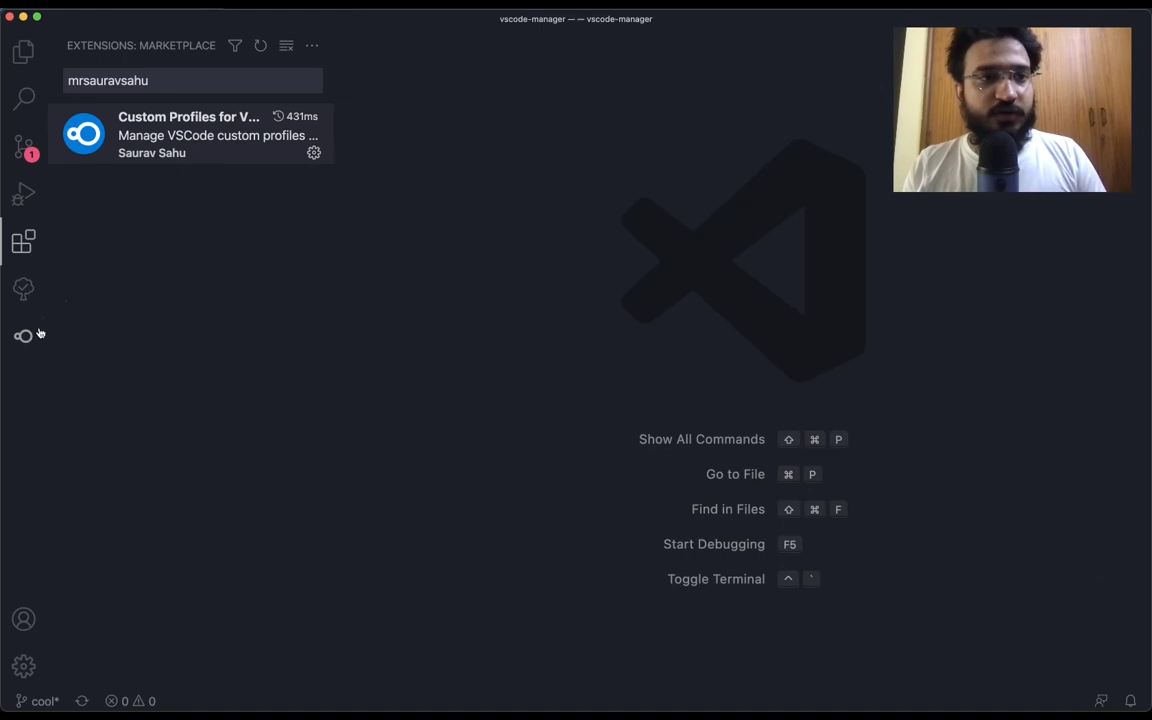 vscode-manager — — vscode-manager
EXTENSIONS: MARKETPLACE
mrsauravsahu
Custom Profiles for V... 431ms
Manage VSCode custom profiles ...
Saurav Sahu
1
Show All Commands ⇧ ⌘ P
Go to File ⌘ P
Find in Files ⇧ ⌘ F
Start Debugging F5
Toggle Terminal ^ `
cool* 0 0